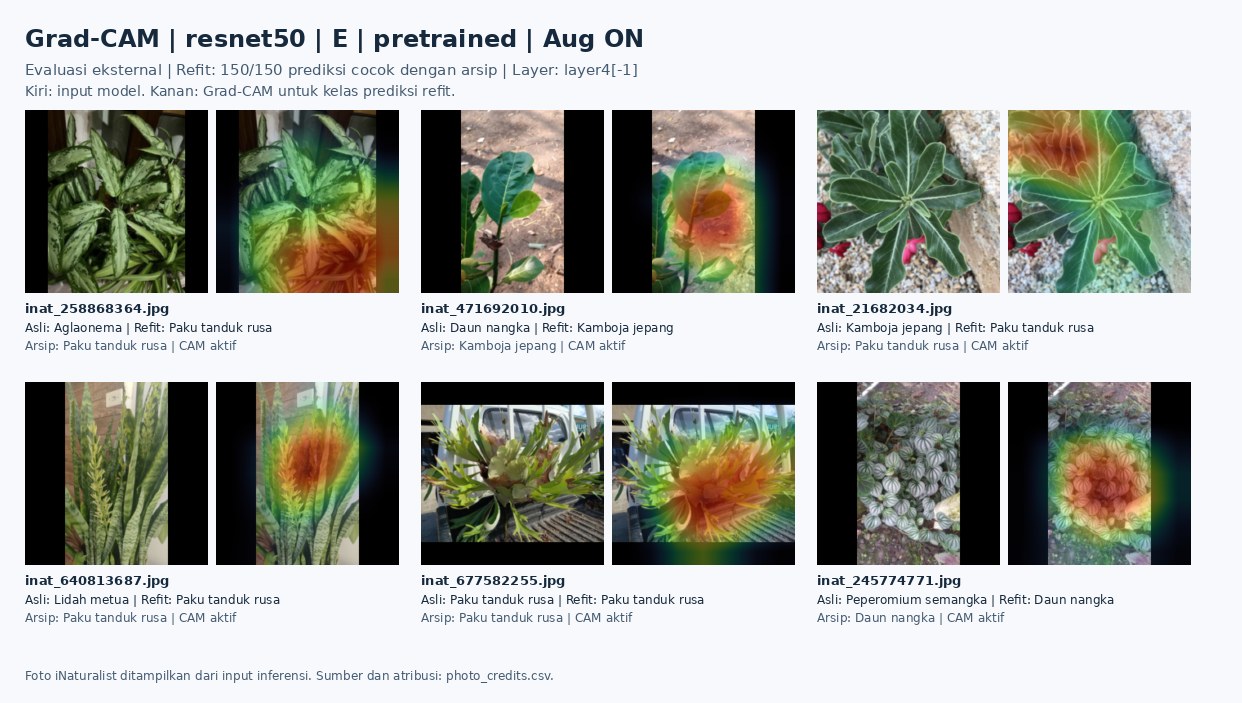 Grad-CAM | resnet50 | E | pretrained | Aug ON
Evaluasi eksternal | Refit: 150/150 prediksi cocok dengan arsip | Layer: layer4[-1]
Kiri: input model. Kanan: Grad-CAM untuk kelas prediksi refit.
inat_258868364.jpg
Asli: Aglaonema | Refit: Paku tanduk rusa
Arsip: Paku tanduk rusa | CAM aktif
inat_471692010.jpg
Asli: Daun nangka | Refit: Kamboja jepang
Arsip: Kamboja jepang | CAM aktif
inat_21682034.jpg
Asli: Kamboja jepang | Refit: Paku tanduk rusa
Arsip: Paku tanduk rusa | CAM aktif
inat_640813687.jpg
Asli: Lidah metua | Refit: Paku tanduk rusa
Arsip: Paku tanduk rusa | CAM aktif
inat_677582255.jpg
Asli: Paku tanduk rusa | Refit: Paku tanduk rusa
Arsip: Paku tanduk rusa | CAM aktif
inat_245774771.jpg
Asli: Peperomium semangka | Refit: Daun nangka
Arsip: Daun nangka | CAM aktif
Foto iNaturalist ditampilkan dari input inferensi. Sumber dan atribusi: photo_credits.csv.